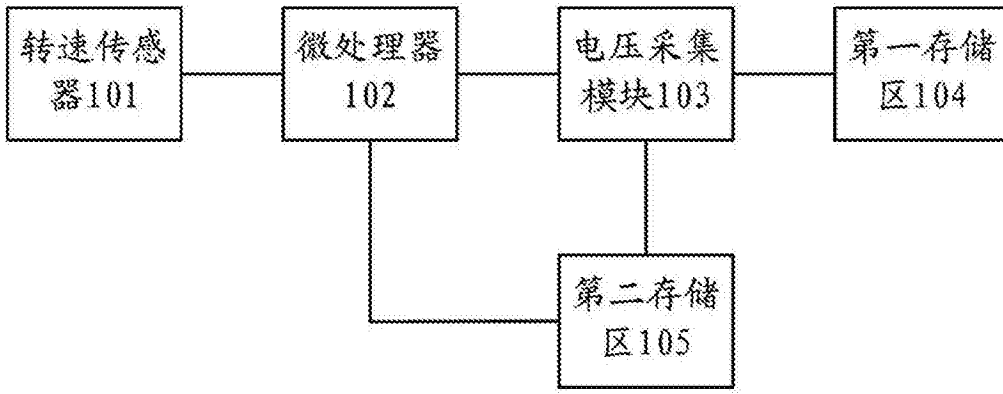 转速传感
器101
微处理器
102
电压采集
模块103
第一存储
区104
第二存储
区105